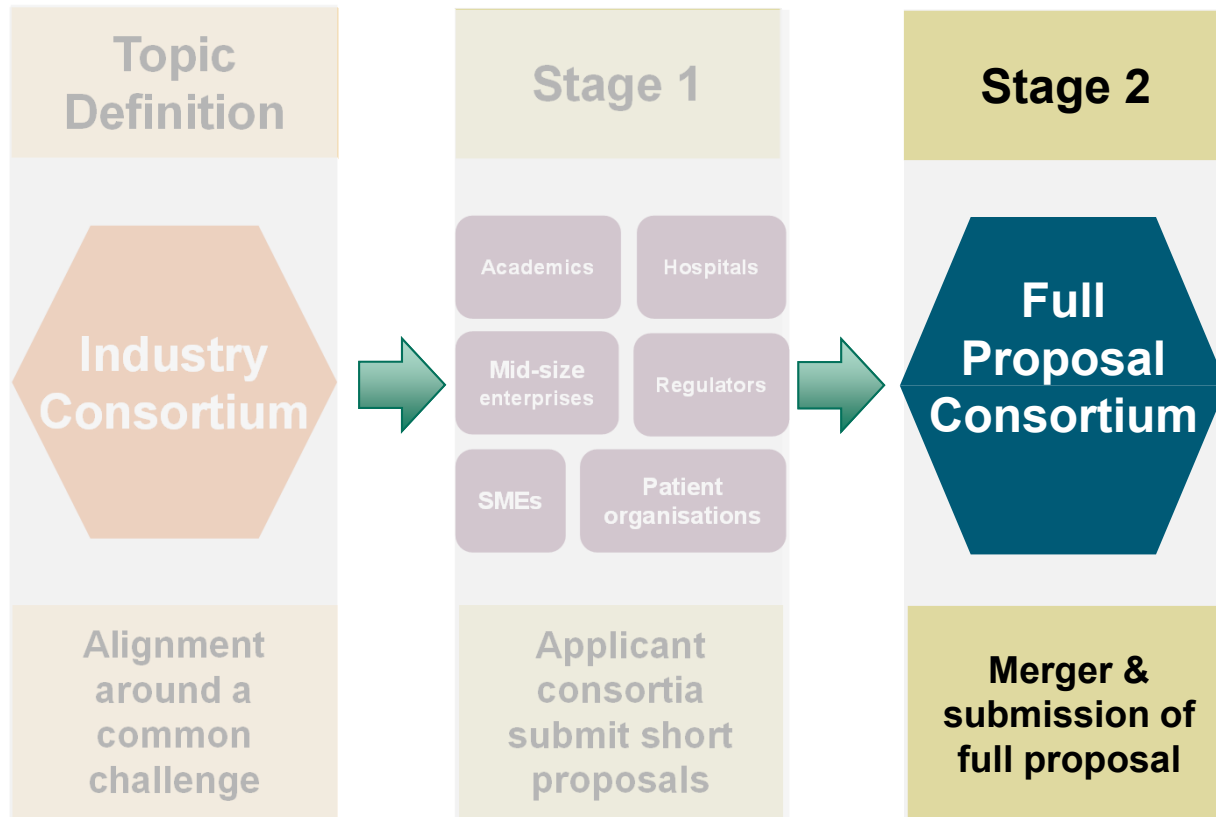 Topic
Definition
Industry
Consortium
Alignment
around a
common
challenge
Stage 1
Academics
Hospitals
Mid-size
enterprises
Regulators
SMEs
Patient
organisations
Applicant
consortia
submit short
proposals
Stage 2
Full
Proposal
Consortium
Merger &
submission of
full proposal